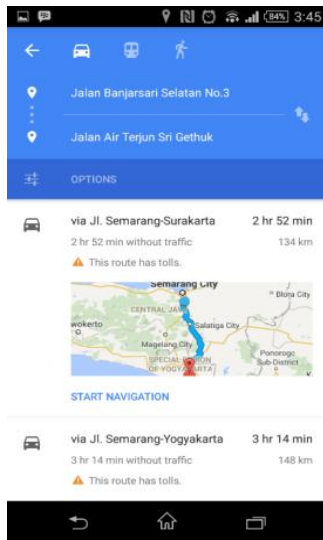 84% 3:45
Jalan Banjarsari Selatan No.3
Jalan Air Terjun Sri Gethuk
OPTIONS
via Jl. Semarang-Surakarta 2 hr 52 min
2 hr 52 min without traffic 134 km
This route has tolls.
Semarang City
Blora City
CENTRAL JAVA
wokerto
Salatiga City
Magelang City
Ponorogo
Sub-District
SPECIAL REGION
OF YOGYAKARTA
START NAVIGATION
via Jl. Semarang-Yogyakarta 3 hr 14 min
3 hr 14 min without traffic 148 km
This route has tolls.